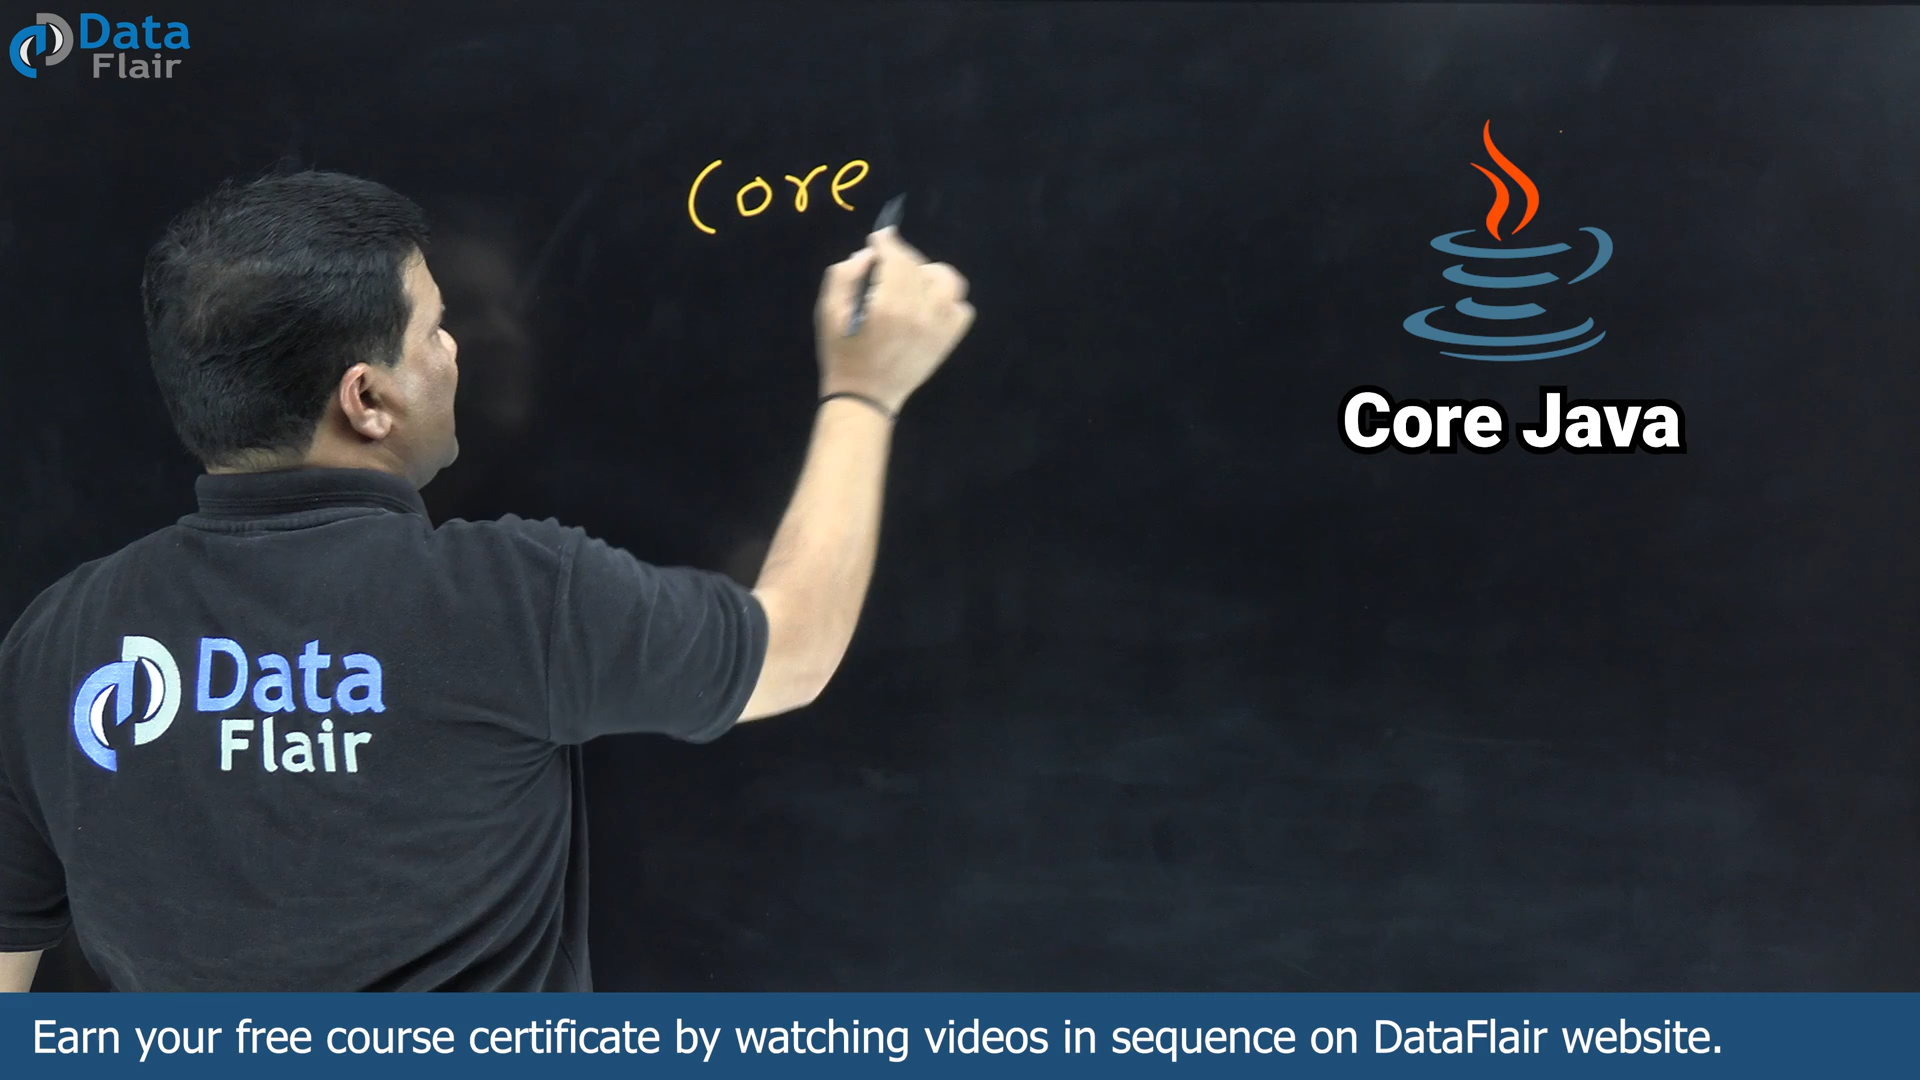 Data
Flair
Core
Core Java
Data
Flair
Earn your free course certificate by watching videos in sequence on DataFlair website.